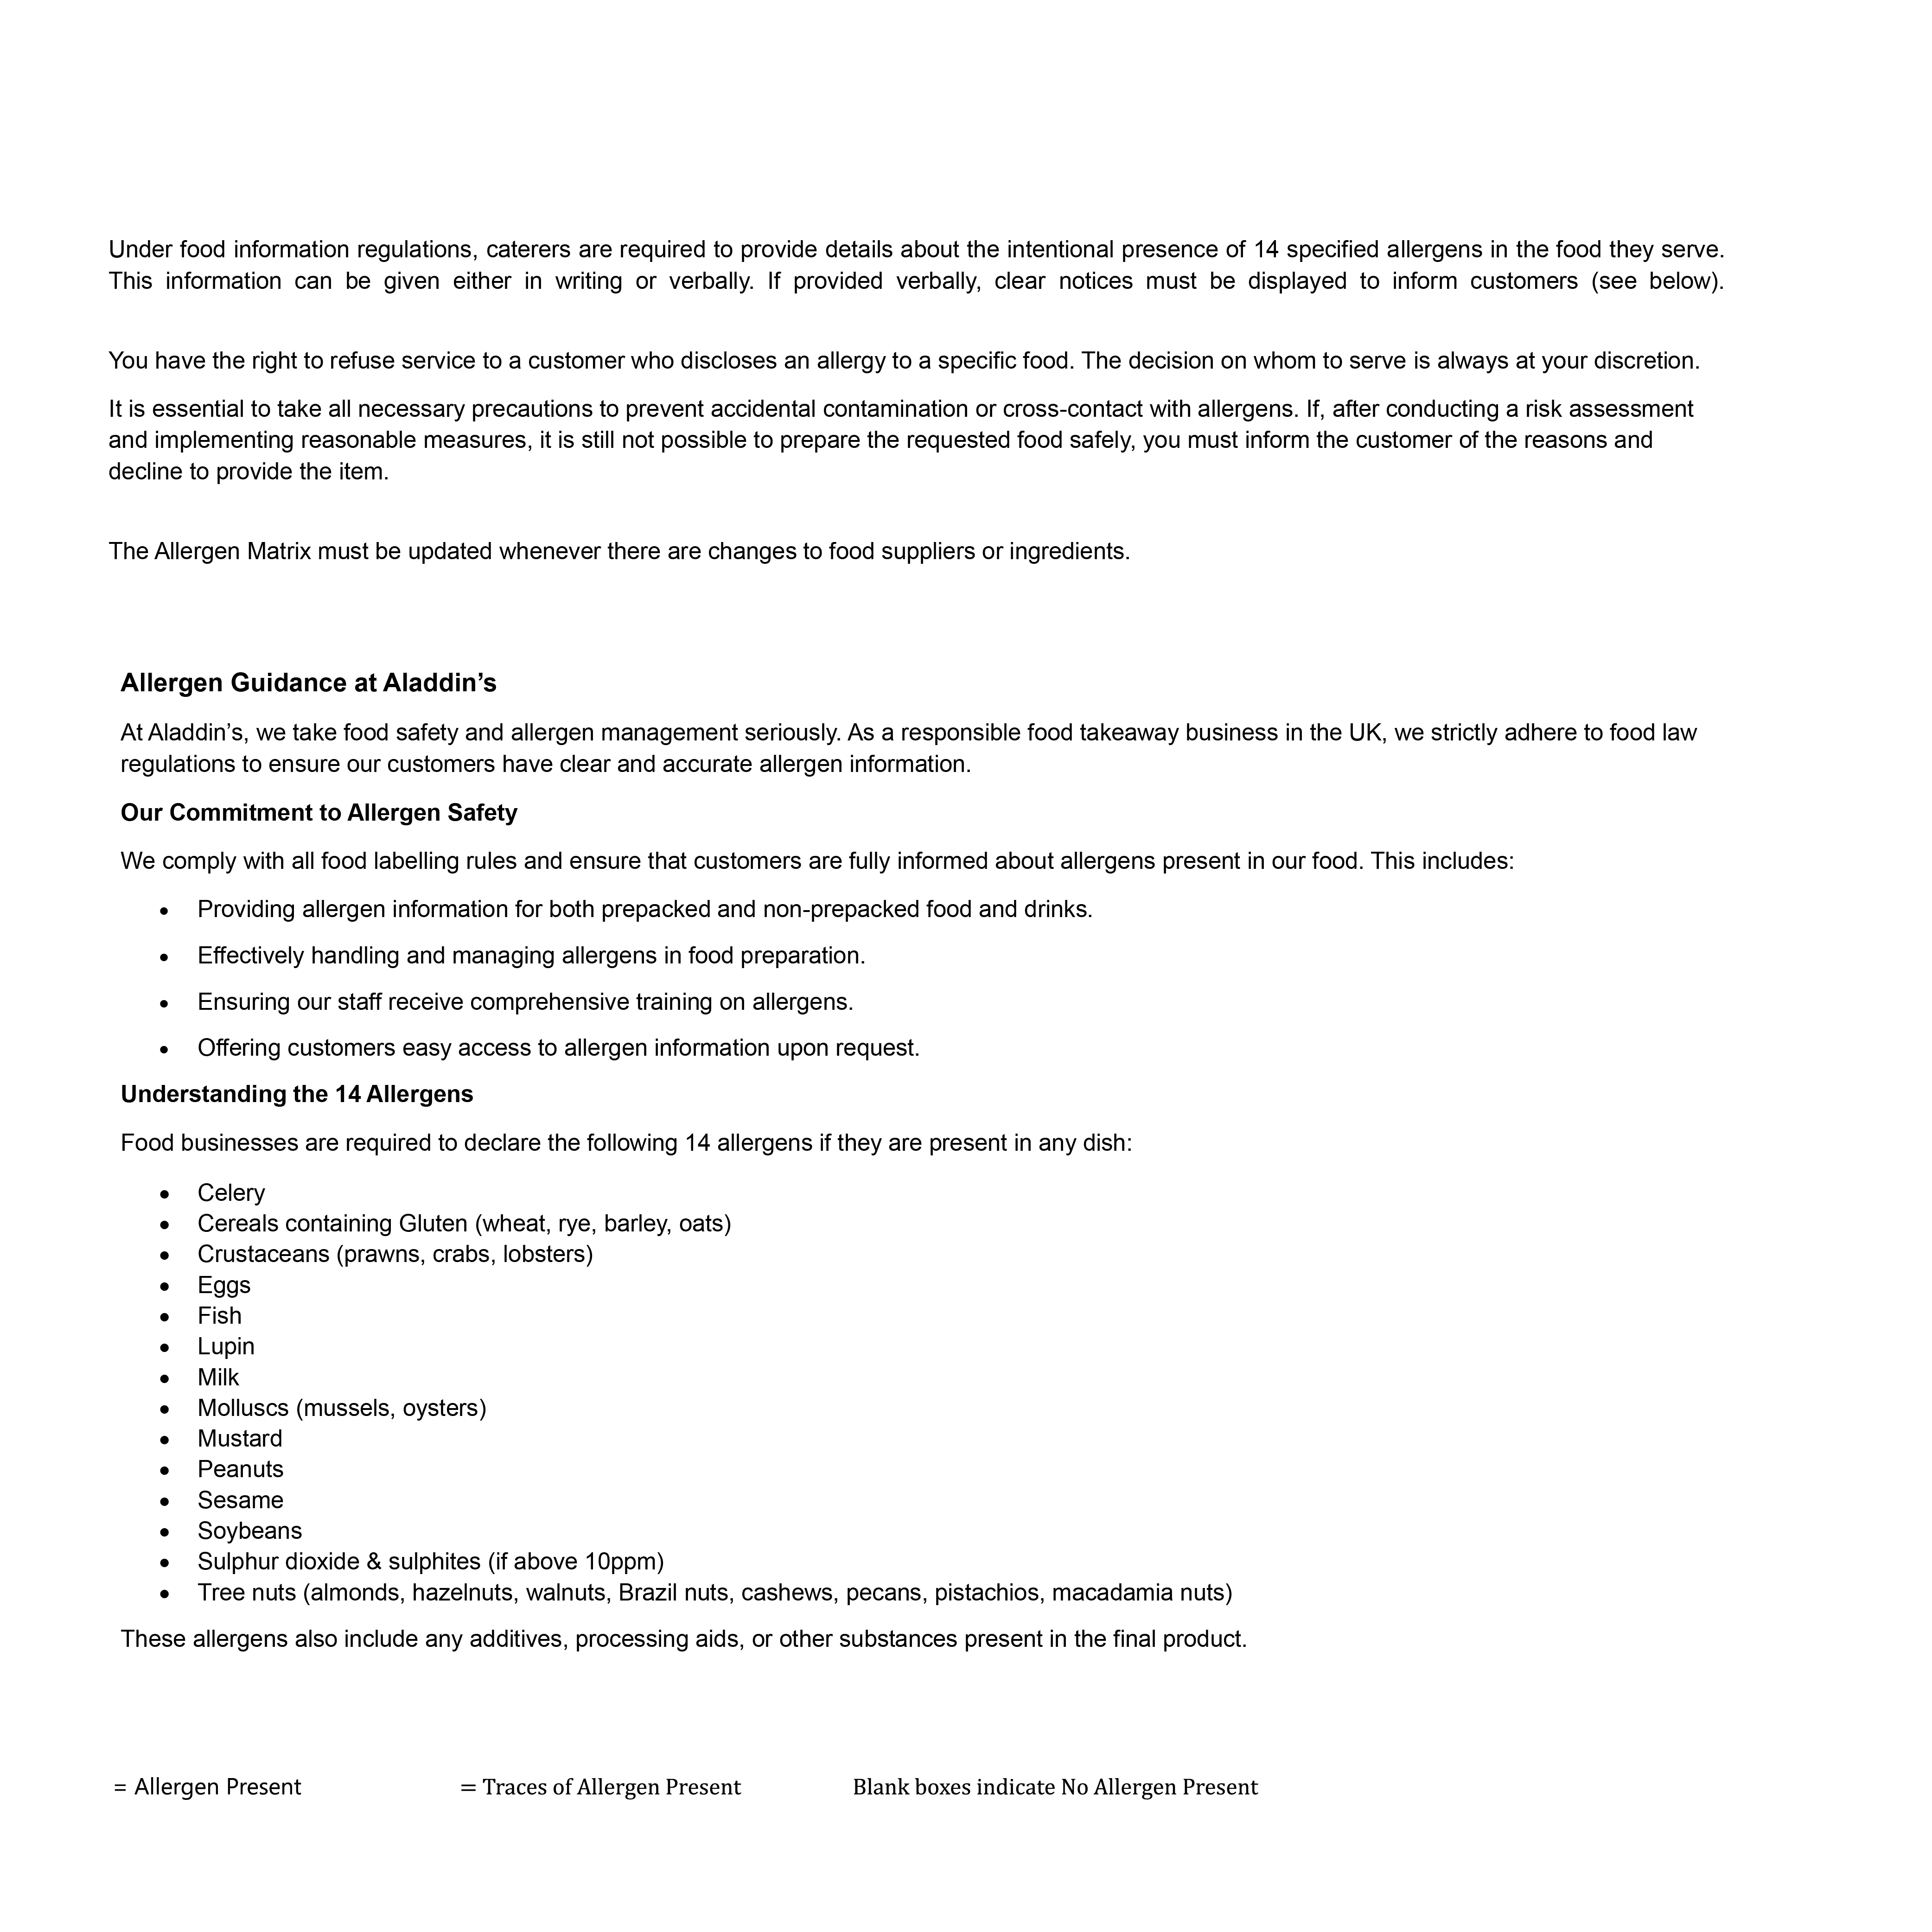 Under food information regulations, caterers are required to provide details about the intentional presence of 14 specified allergens in the food they serve.
This information can be given either in writing or verbally. If provided verbally, clear notices must be displayed to inform customers (see below).
You have the right to refuse service to a customer who discloses an allergy to a specific food. The decision on whom to serve is always at your discretion.
It is essential to take all necessary precautions to prevent accidental contamination or cross-contact with allergens. If, after conducting a risk assessment
and implementing reasonable measures, it is still not possible to prepare the requested food safely, you must inform the customer of the reasons and
decline to provide the item.
The Allergen Matrix must be updated whenever there are changes to food suppliers or ingredients.
Allergen Guidance at Aladdin’s
At Aladdin’s, we take food safety and allergen management seriously. As a responsible food takeaway business in the UK, we strictly adhere to food law
regulations to ensure our customers have clear and accurate allergen information.
Our Commitment to Allergen Safety
We comply with all food labelling rules and ensure that customers are fully informed about allergens present in our food. This includes:
• Providing allergen information for both prepacked and non-prepacked food and drinks.
• Effectively handling and managing allergens in food preparation.
• Ensuring our staff receive comprehensive training on allergens.
• Offering customers easy access to allergen information upon request.
Understanding the 14 Allergens
Food businesses are required to declare the following 14 allergens if they are present in any dish:
• Celery
• Cereals containing Gluten (wheat, rye, barley, oats)
• Crustaceans (prawns, crabs, lobsters)
• Eggs
• Fish
• Lupin
• Milk
• Molluscs (mussels, oysters)
• Mustard
• Peanuts
• Sesame
• Soybeans
• Sulphur dioxide & sulphites (if above 10ppm)
• Tree nuts (almonds, hazelnuts, walnuts, Brazil nuts, cashews, pecans, pistachios, macadamia nuts)
These allergens also include any additives, processing aids, or other substances present in the final product.
= Allergen Present = Traces of Allergen Present Blank boxes indicate No Allergen Present